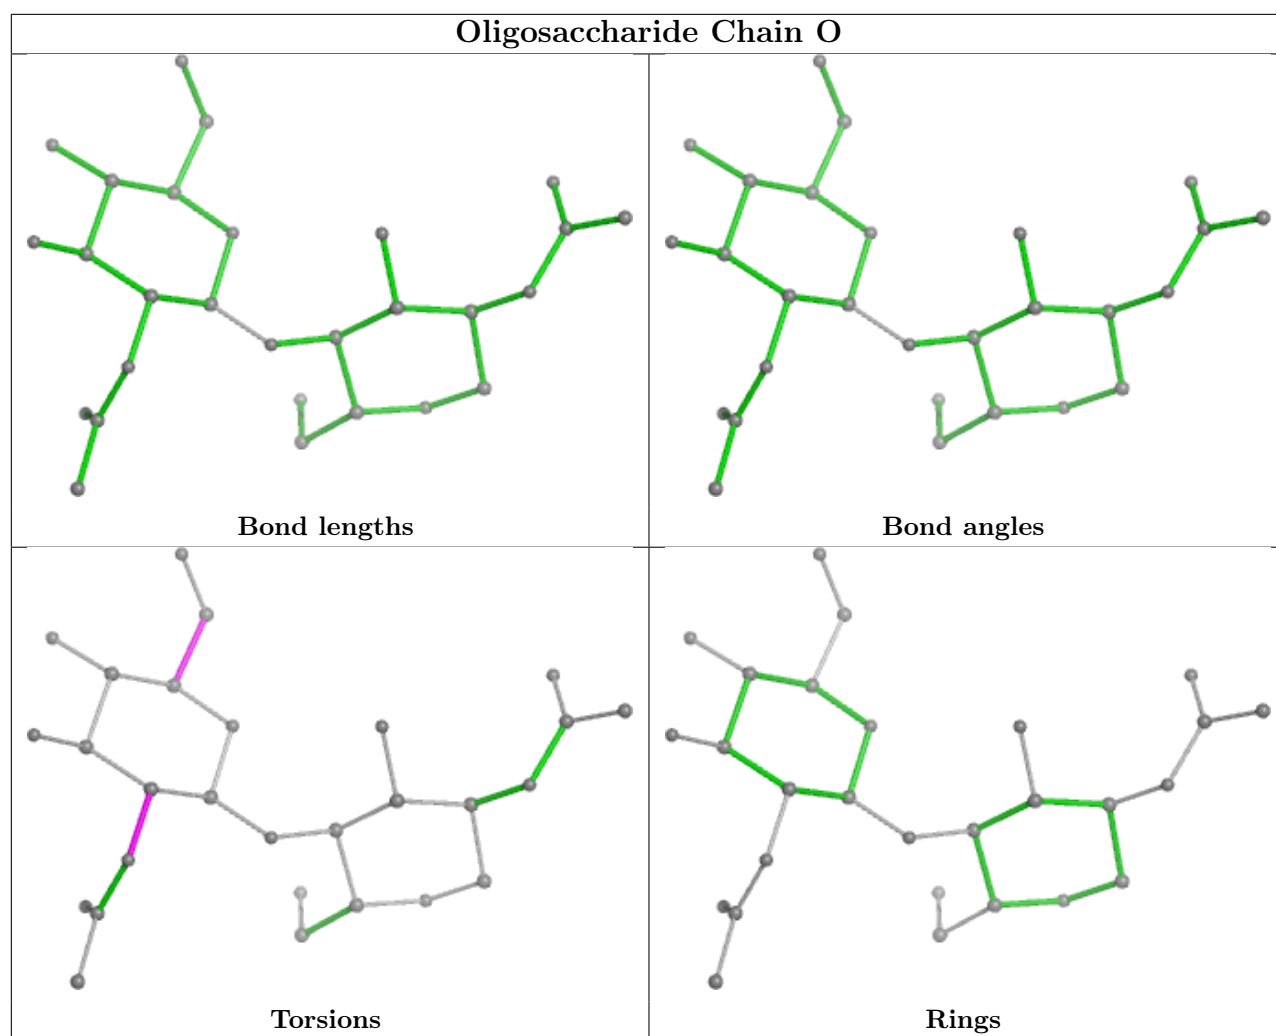 Oligosaccharide Chain O
Bond lengths
Bond angles
Torsions
Rings